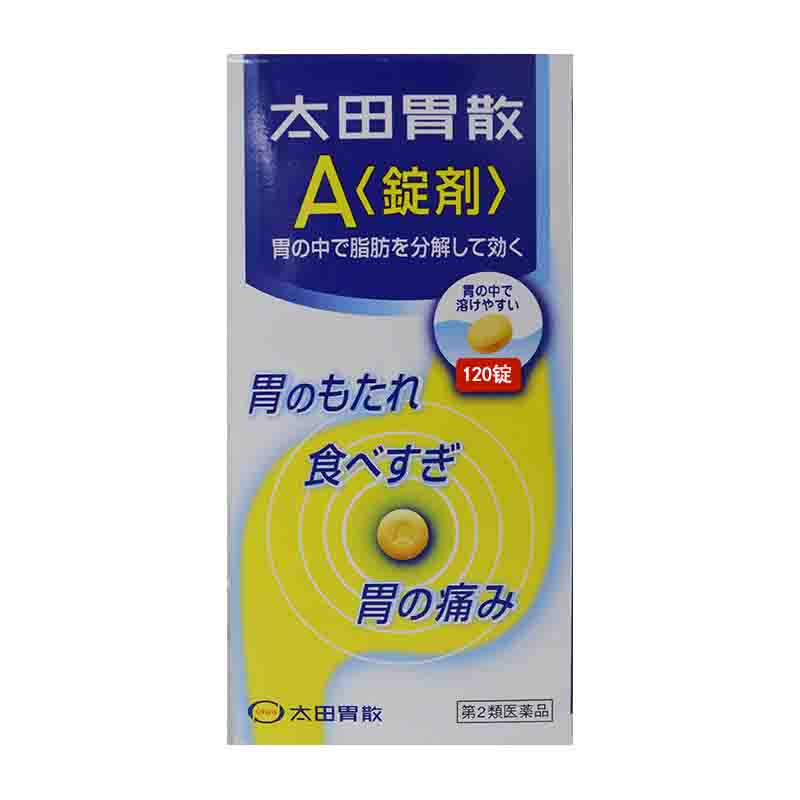 太田胃散
A〈錠剤〉
胃の中で脂肪を分解して効く
胃の中で
溶けやすい
120锭
胃のもたれ
食べすぎ
胃の痛み
太田胃散
第2類医薬品